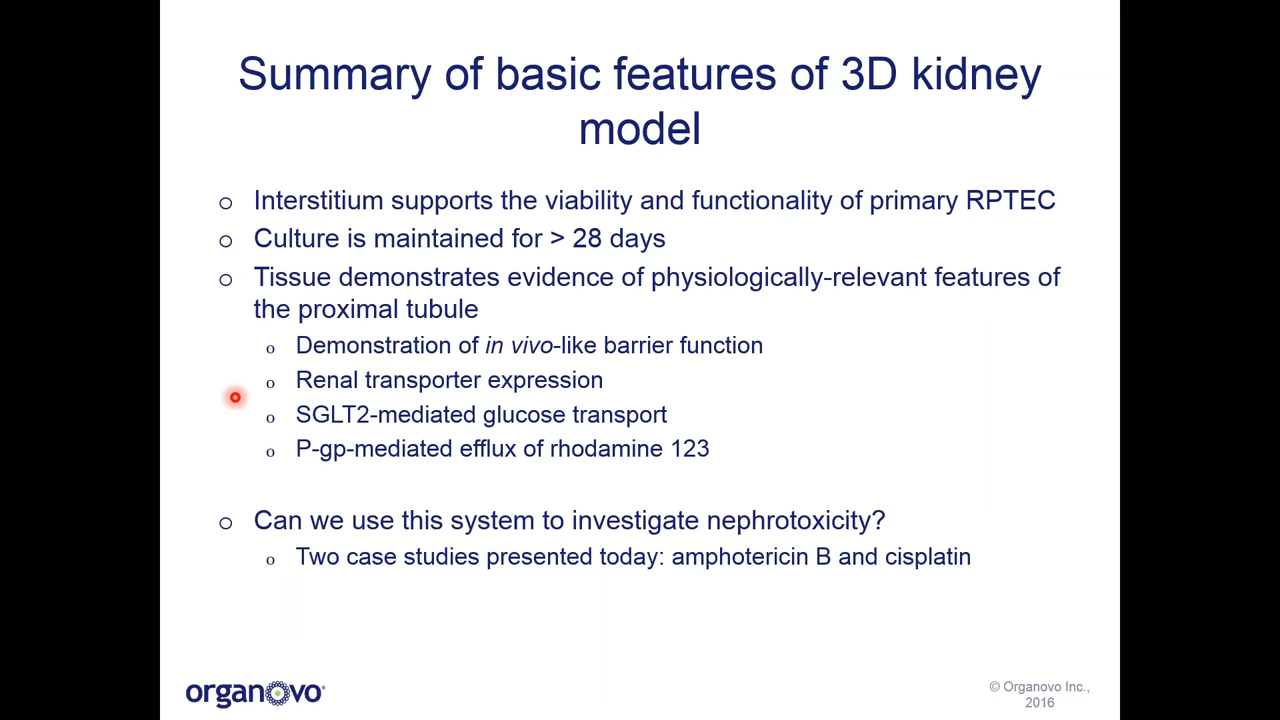 Summary of basic features of 3D kidney
model
o Interstitium supports the viability and functionality of primary RPTEC
o Culture is maintained for > 28 days
o Tissue demonstrates evidence of physiologically-relevant features of
the proximal tubule
o Demonstration of in vivo-like barrier function
o Renal transporter expression
o SGLT2-mediated glucose transport
o P-gp-mediated efflux of rhodamine 123
o Can we use this system to investigate nephrotoxicity?
o Two case studies presented today: amphotericin B and cisplatin
organovo®
© Organovo Inc.,
2016